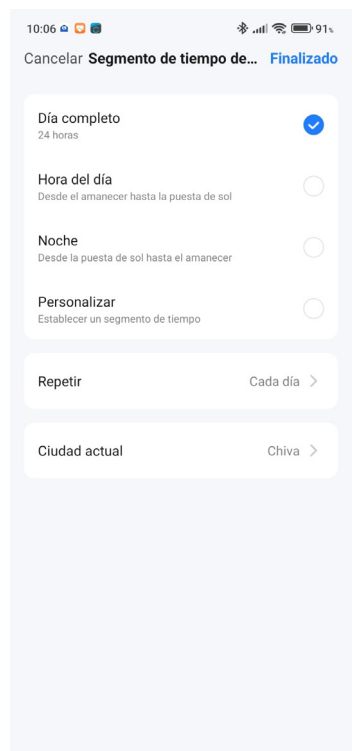 10:06 91%
Cancelar Segmento de tiempo de... Finalizado
Día completo
24 horas
Hora del día
Desde el amanecer hasta la puesta de sol
Noche
Desde la puesta de sol hasta el amanecer
Personalizar
Establecer un segmento de tiempo
Repetir Cada día
Ciudad actual Chiva